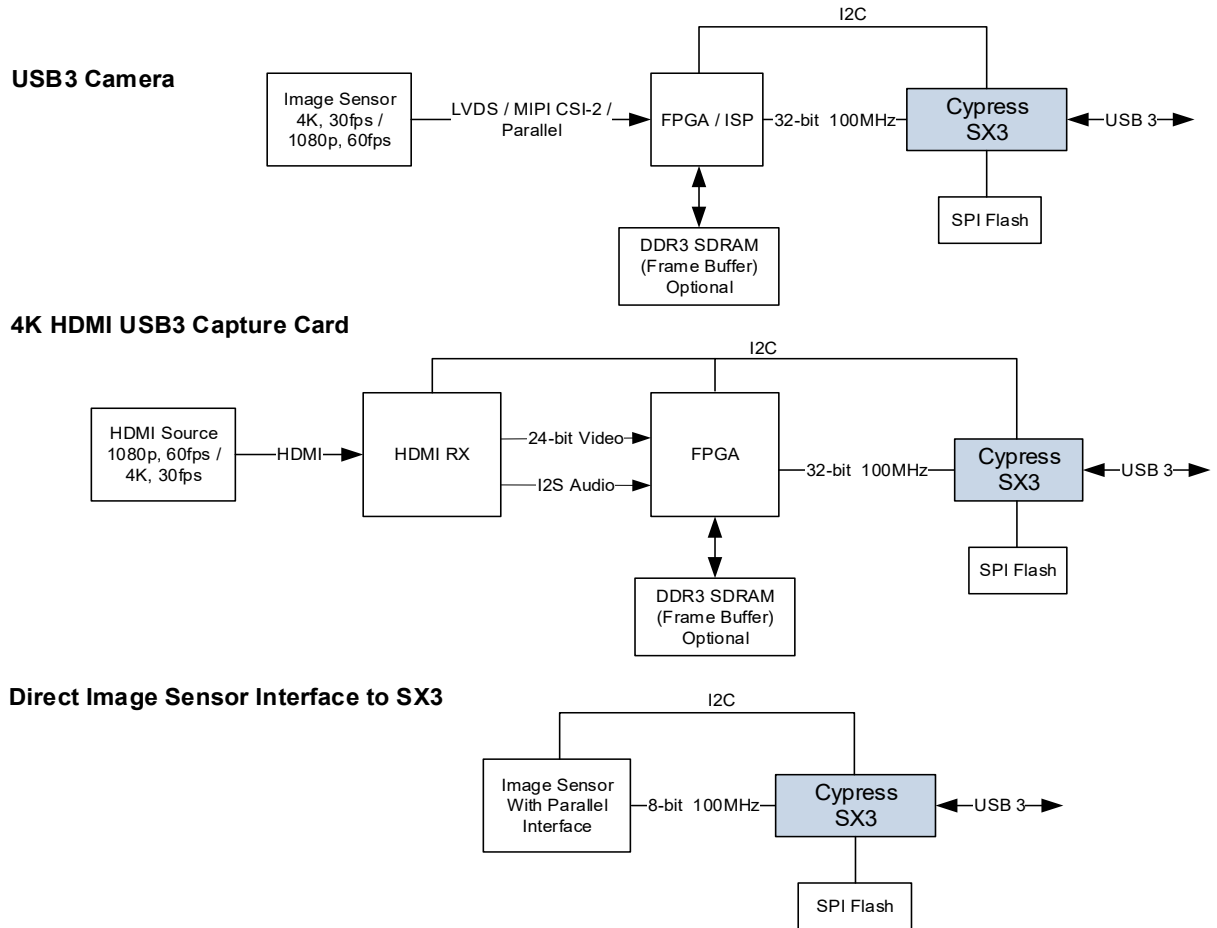 I2C
USB3 Camera
Image Sensor
4K, 30fps /
1080p, 60fps
LVDS / MIPI CSI-2 /
Parallel
FPGA / ISP
32-bit 100MHz
Cypress
SX3
USB 3
SPI Flash
DDR3 SDRAM
(Frame Buffer)
Optional
4K HDMI USB3 Capture Card
I2C
HDMI Source
1080p, 60fps /
4K, 30fps
HDMI
HDMI RX
24-bit Video
I2S Audio
FPGA
32-bit 100MHz
Cypress
SX3
USB 3
SPI Flash
DDR3 SDRAM
(Frame Buffer)
Optional
Direct Image Sensor Interface to SX3
I2C
Image Sensor
With Parallel
Interface
8-bit 100MHz
Cypress
SX3
USB 3
SPI Flash